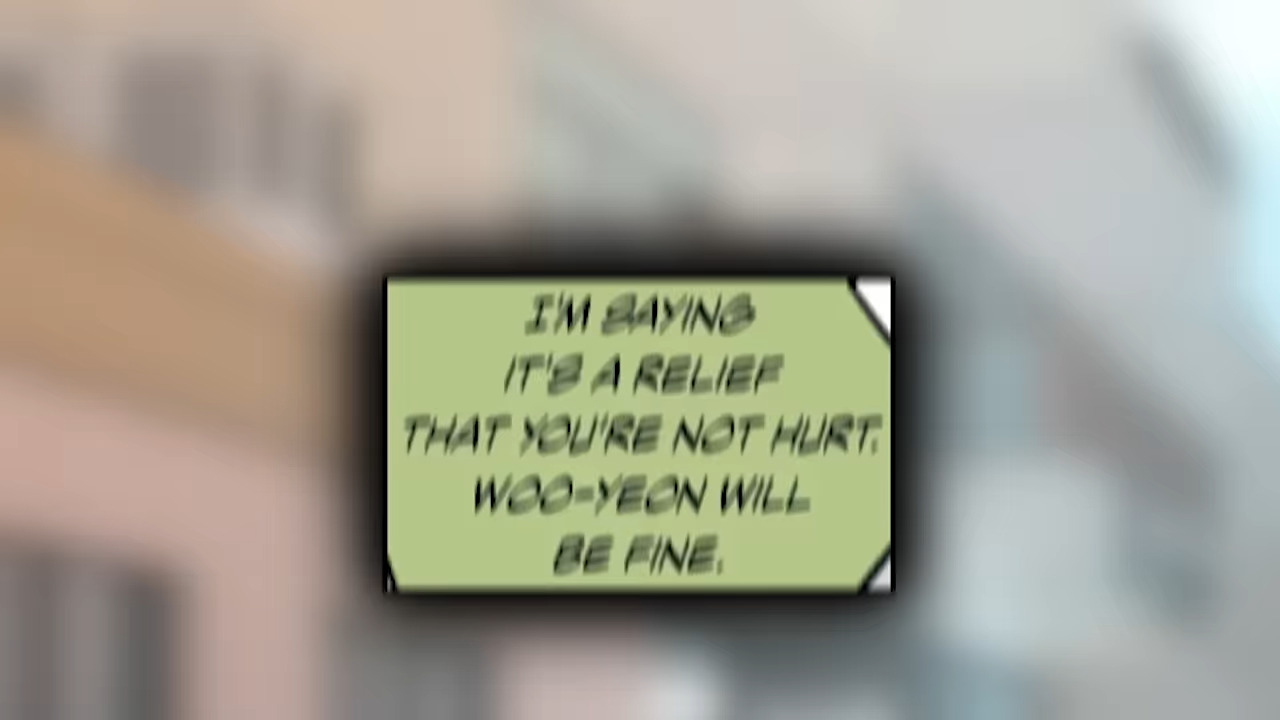 I'M SAYING
IT'S A RELIEF
THAT YOU'RE NOT HURT.
WOO-YEON WILL
BE FINE.